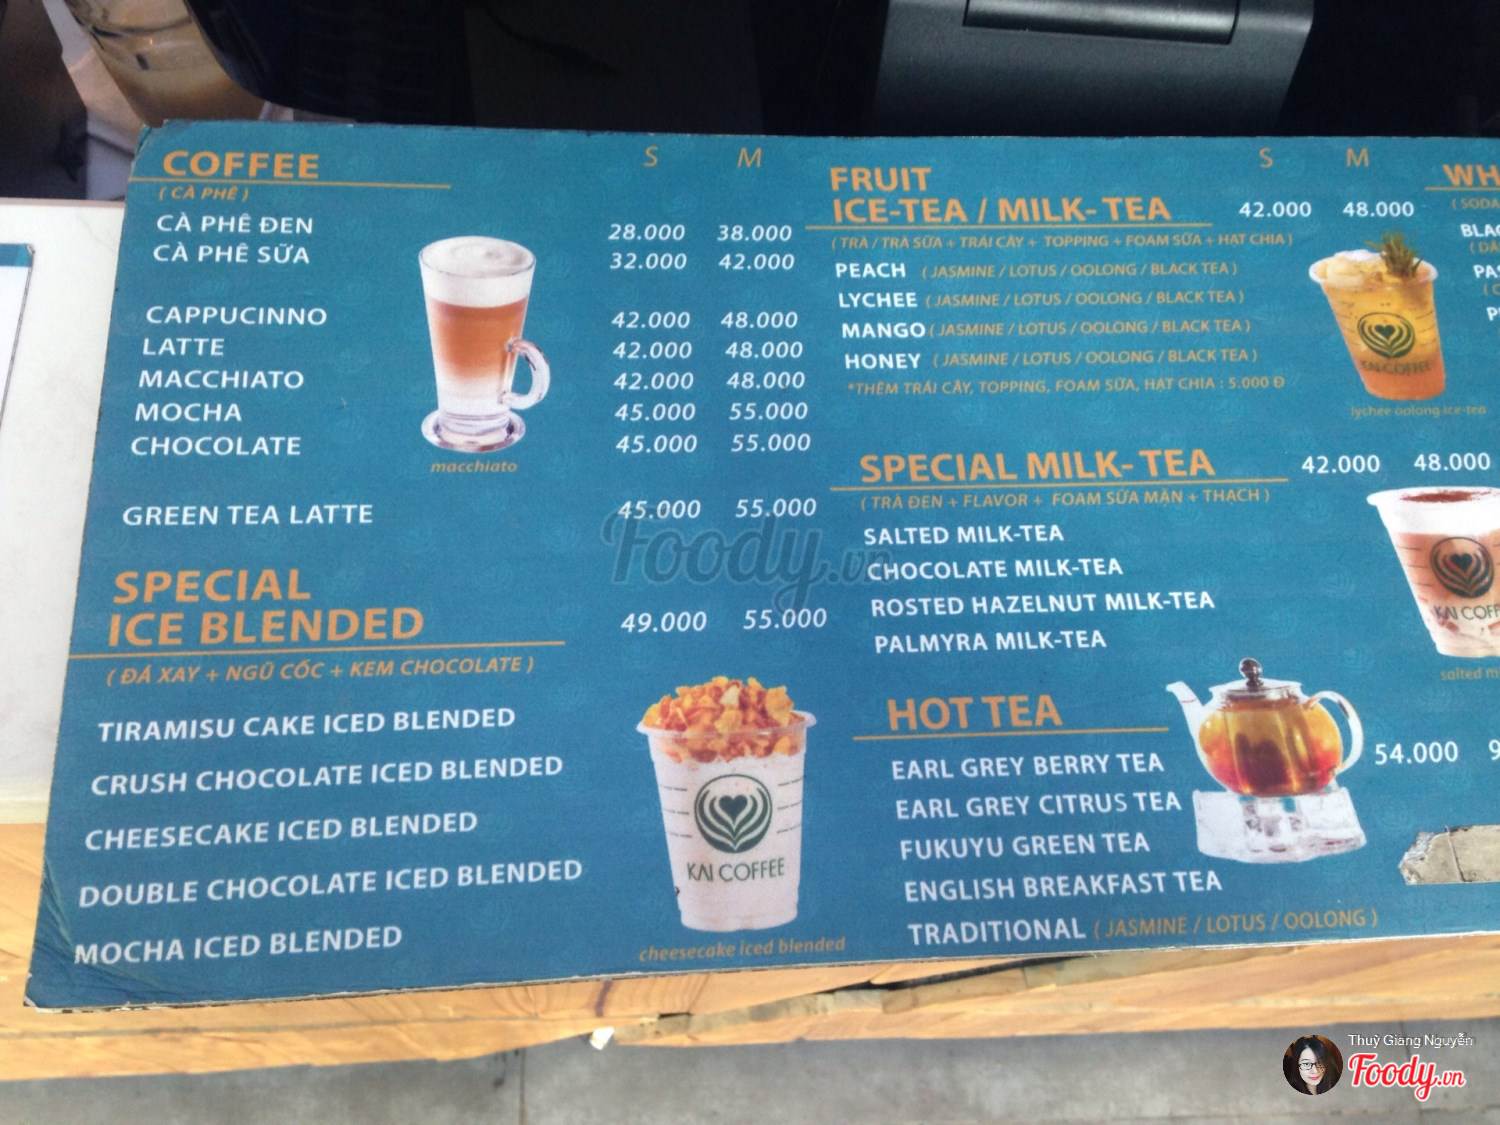 COFFEE S M
( CÀ PHÊ )
CÀ PHÊ ĐEN 28.000 38.000
CÀ PHÊ SỮA 32.000 42.000
CAPPUCINNO 42.000 48.000
LATTE 42.000 48.000
MACCHIATO 42.000 48.000
MOCHA 45.000 55.000
CHOCOLATE 45.000 55.000
macchiato
GREEN TEA LATTE 45.000 55.000
SPECIAL
ICE BLENDED 49.000 55.000
( ĐÁ XAY + NGŨ CỐC + KEM CHOCOLATE )
TIRAMISU CAKE ICED BLENDED
CRUSH CHOCOLATE ICED BLENDED
CHEESECAKE ICED BLENDED
DOUBLE CHOCOLATE ICED BLENDED
MOCHA ICED BLENDED
KAI COFFEE
cheesecake iced blended
FRUIT S M
ICE-TEA / MILK- TEA 42.000 48.000
( TRÀ / TRÀ SỮA + TRÁI CÂY + TOPPING + FOAM SỮA + HẠT CHIA )
PEACH ( JASMINE / LOTUS / OOLONG / BLACK TEA )
LYCHEE ( JASMINE / LOTUS / OOLONG / BLACK TEA )
MANGO ( JASMINE / LOTUS / OOLONG / BLACK TEA )
HONEY ( JASMINE / LOTUS / OOLONG / BLACK TEA )
*THÊM TRÁI CÂY, TOPPING, FOAM SỮA, HẠT CHIA : 5.000 Đ
KAI COFFEE
lychee oolong ice-tea
SPECIAL MILK- TEA 42.000 48.000
( TRÀ ĐEN + FLAVOR + FOAM SỮA MẶN + THẠCH )
SALTED MILK-TEA
CHOCOLATE MILK-TEA
ROSTED HAZELNUT MILK-TEA
PALMYRA MILK-TEA
KAI COFF
salted m
HOT TEA
EARL GREY BERRY TEA 54.000 9
EARL GREY CITRUS TEA
FUKUYU GREEN TEA
ENGLISH BREAKFAST TEA
TRADITIONAL ( JASMINE / LOTUS / OOLONG )
WH
( SODA
BLAC
( DÂ
PAS
( C
Foody.vn
Thuỳ Giang Nguyễn
Foody.vn